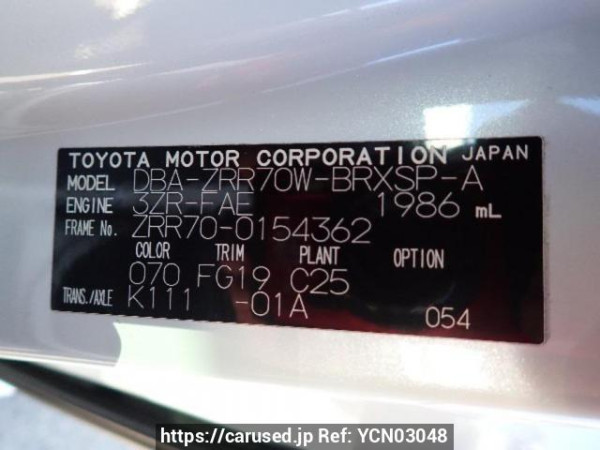 TOYOTA MOTOR CORPORATION JAPAN
MODEL DBA-ZRR70W-BRXSP-A
ENGINE 3ZR-FAE 1986 mL
FRAME No. ZRR70-0154362
COLOR TRIM PLANT OPTION
070 FG19 C25
TRANS./AXLE K111 -01A
054
https://carused.jp Ref: YCN03048